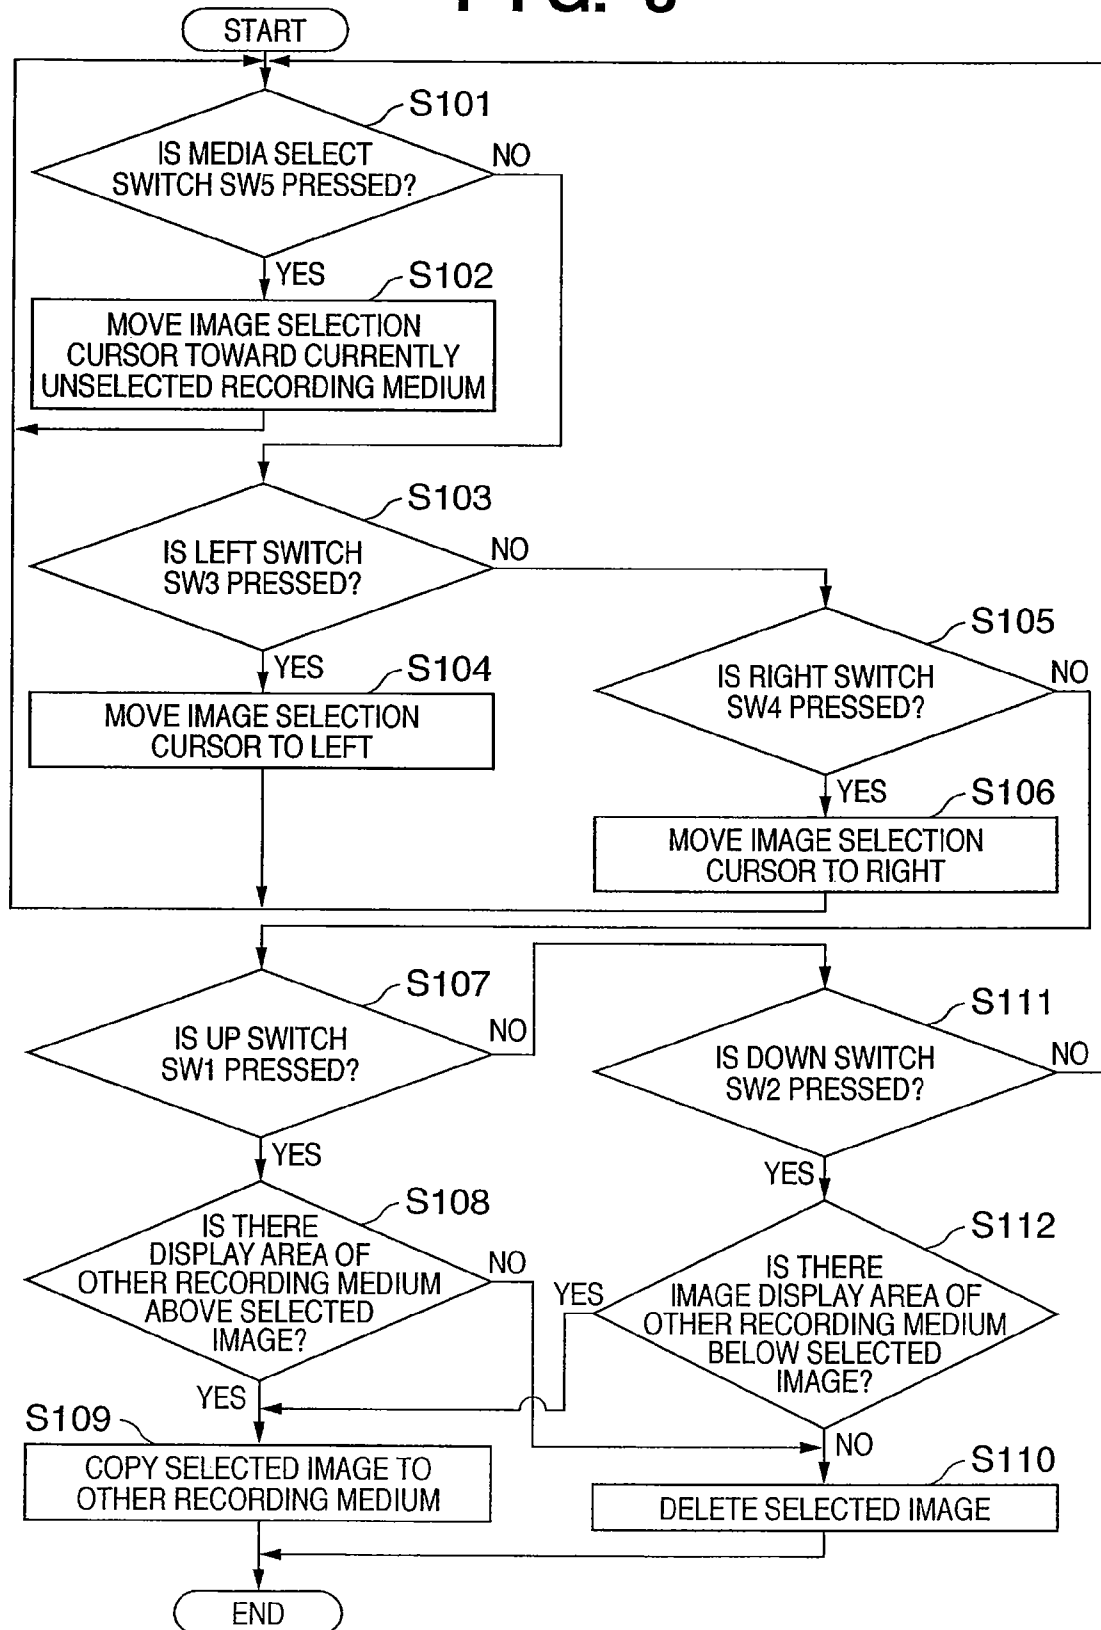 START
S101
IS MEDIA SELECT
SWITCH SW5 PRESSED?
NO
YES
S102
MOVE IMAGE SELECTION
CURSOR TOWARD CURRENTLY
UNSELECTED RECORDING MEDIUM
S103
IS LEFT SWITCH
SW3 PRESSED?
NO
YES
S104
MOVE IMAGE SELECTION
CURSOR TO LEFT
S105
IS RIGHT SWITCH
SW4 PRESSED?
NO
YES
S106
MOVE IMAGE SELECTION
CURSOR TO RIGHT
S107
IS UP SWITCH
SW1 PRESSED?
NO
YES
S111
IS DOWN SWITCH
SW2 PRESSED?
NO
YES
S108
IS THERE
DISPLAY AREA OF
OTHER RECORDING MEDIUM
ABOVE SELECTED
IMAGE?
NO
YES
S112
IS THERE
IMAGE DISPLAY AREA OF
OTHER RECORDING MEDIUM
BELOW SELECTED
IMAGE?
YES
NO
S109
COPY SELECTED IMAGE TO
OTHER RECORDING MEDIUM
S110
DELETE SELECTED IMAGE
END